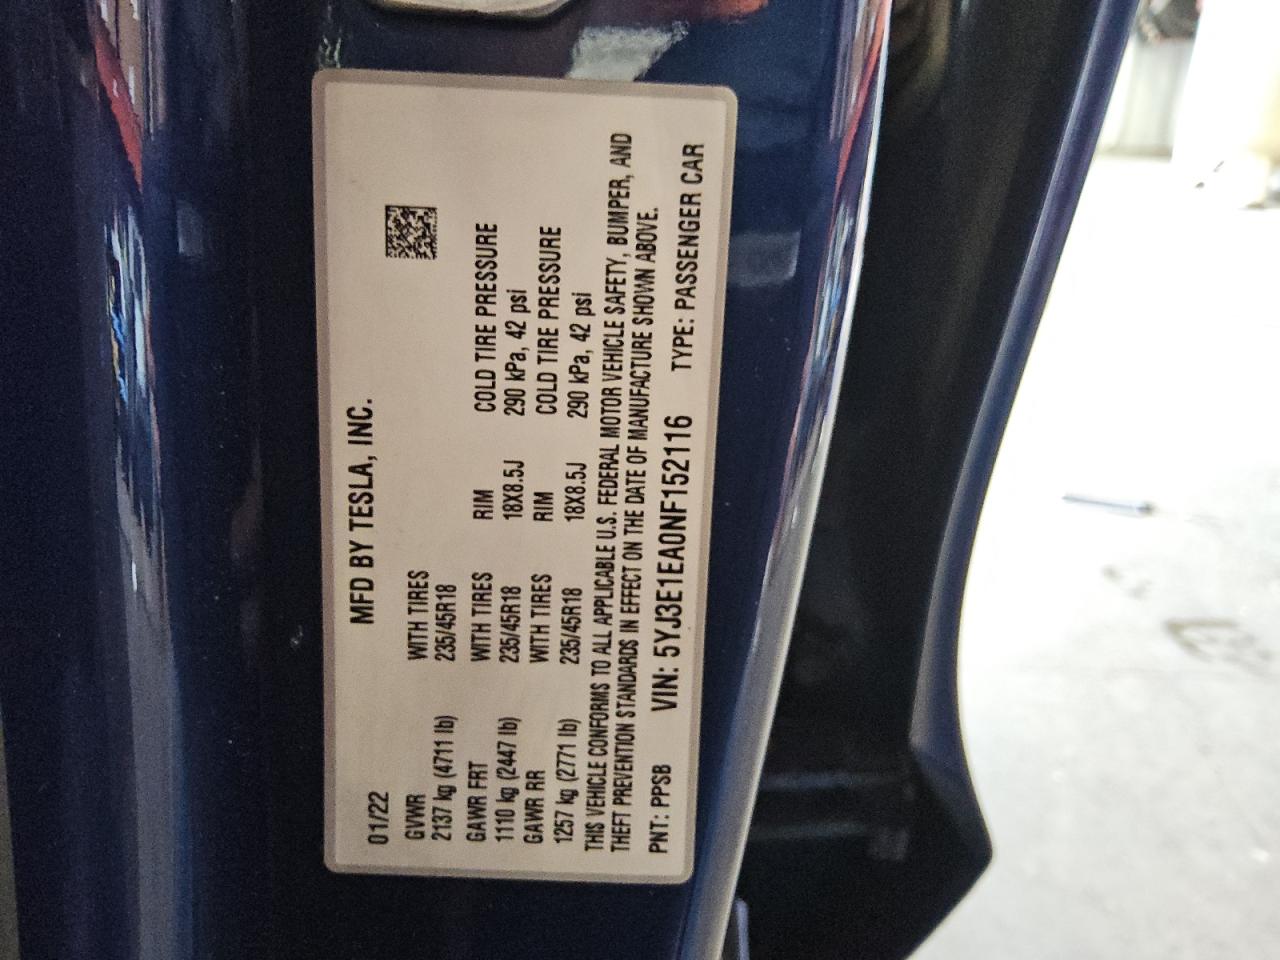 01/22 MFD BY TESLA, INC.
GVWR WITH TIRES
2137 kg (4711 lb) 235/45R18
GAWR FRT WITH TIRES RIM COLD TIRE PRESSURE
1110 kg (2447 lb) 235/45R18 18X8.5J 290 kPa, 42 psi
GAWR RR WITH TIRES RIM COLD TIRE PRESSURE
1257 kg (2771 lb) 235/45R18 18X8.5J 290 kPa, 42 psi
THIS VEHICLE CONFORMS TO ALL APPLICABLE U.S. FEDERAL MOTOR VEHICLE SAFETY, BUMPER, AND
THEFT PREVENTION STANDARDS IN EFFECT ON THE DATE OF MANUFACTURE SHOWN ABOVE.
PNT: PPSB VIN: 5YJ3E1EA0NF152116 TYPE: PASSENGER CAR